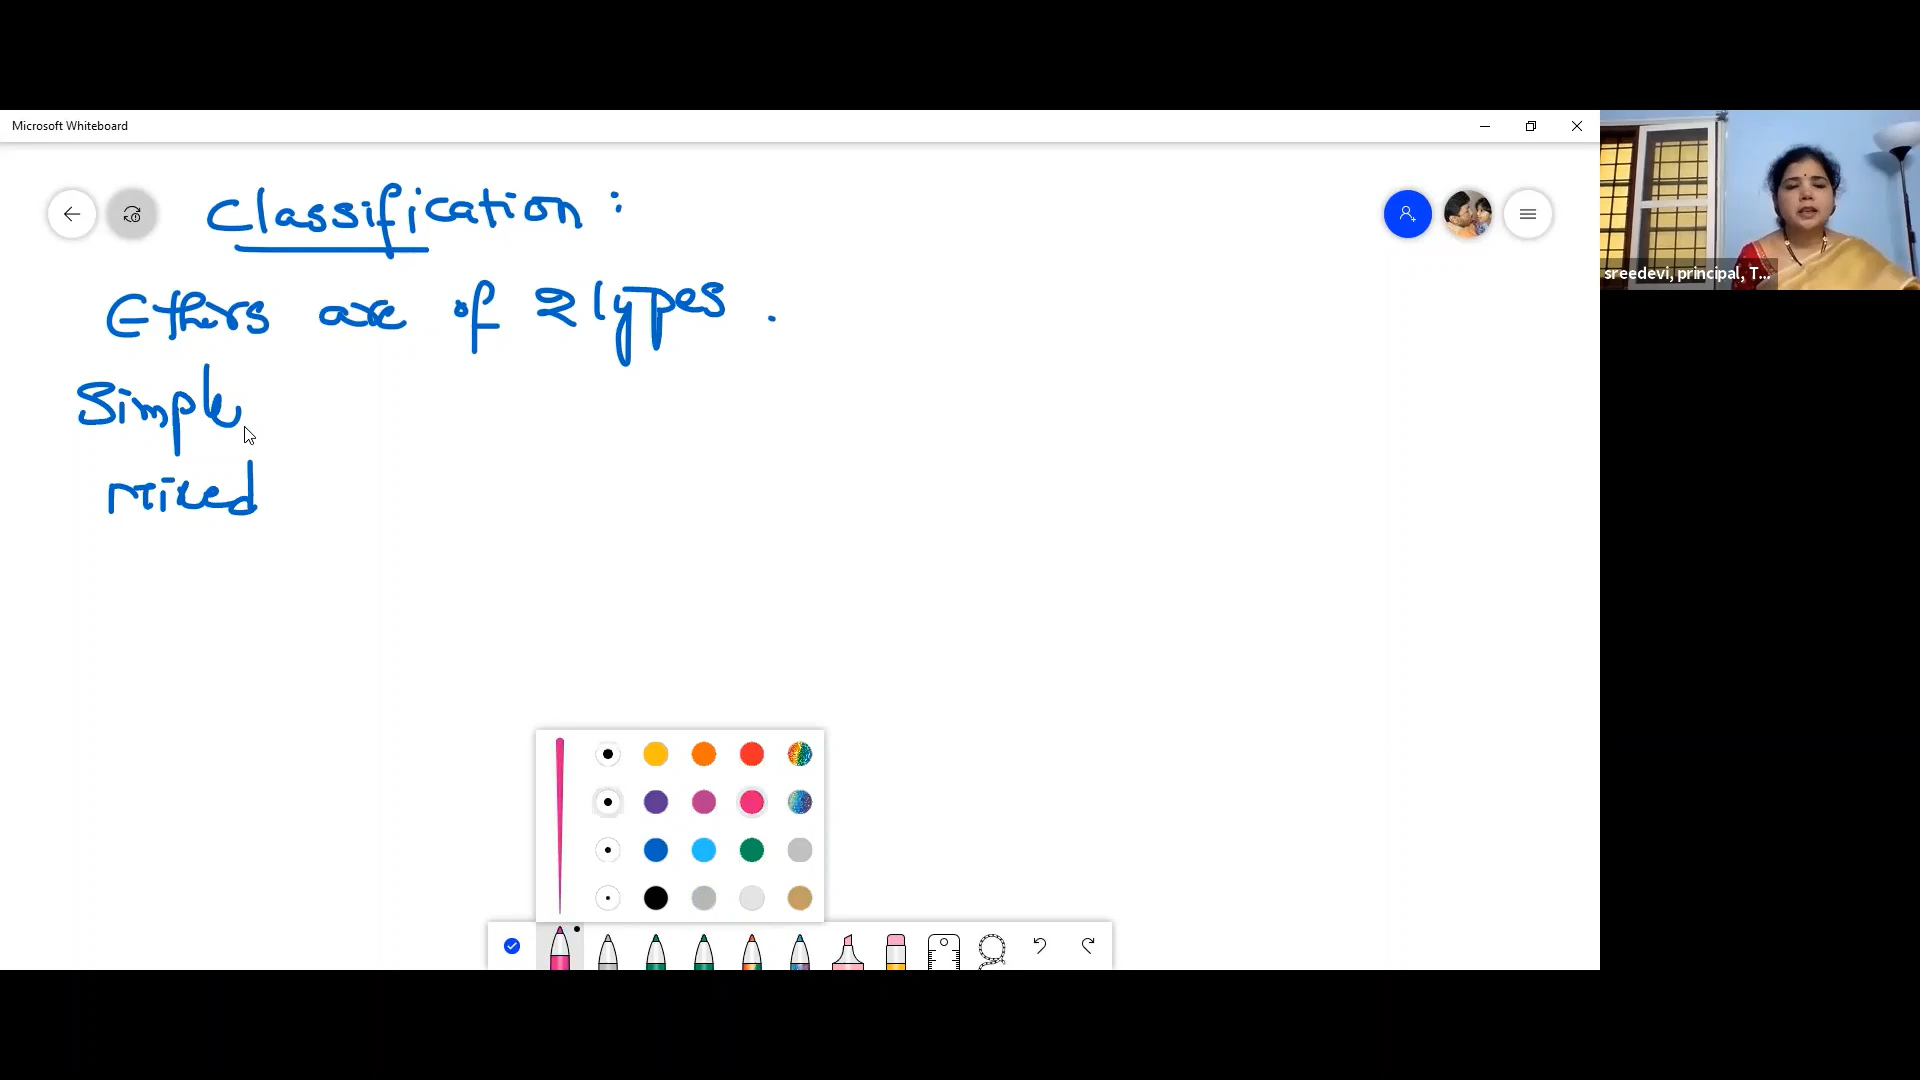 Microsoft Whiteboard
Classification :
Ethers are of 2 types .
Simple
mixed
sreedevi, principal, T...